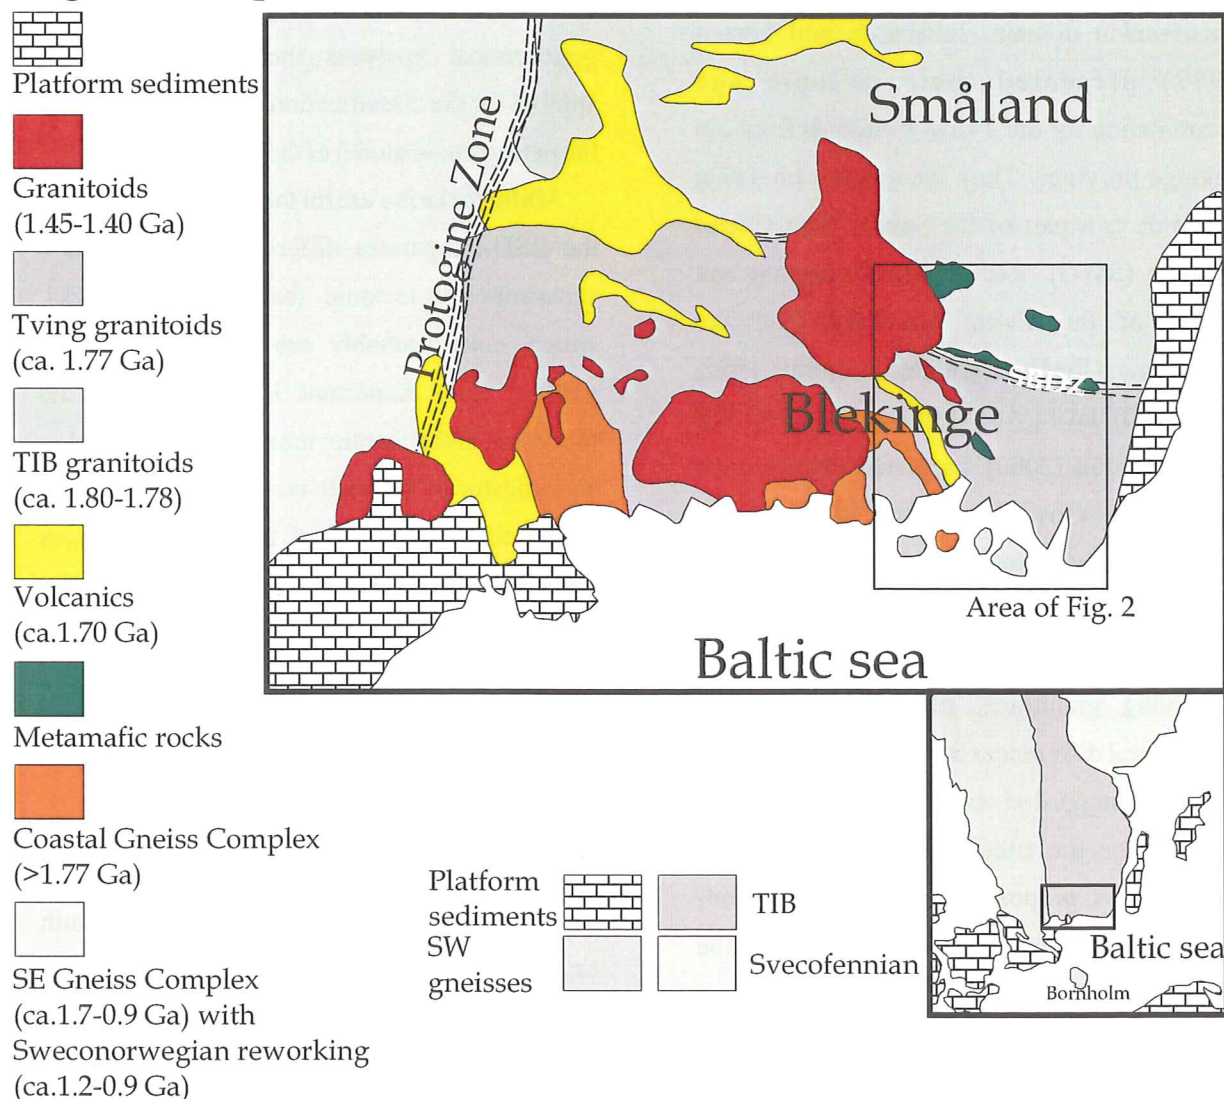 Platform sediments
Granitoids
(1.45-1.40 Ga)
Tving granitoids
(ca. 1.77 Ga)
TIB granitoids
(ca. 1.80-1.78)
Volcanics
(ca.1.70 Ga)
Metamafic rocks
Coastal Gneiss Complex
(>1.77 Ga)
SE Gneiss Complex
(ca.1.7-0.9 Ga) with
Sweconorwegian reworking
(ca.1.2-0.9 Ga)
Protogine Zone
Småland
Blekinge
Area of Fig. 2
Baltic sea
Platform
sediments
TIB
SW
gneisses
Svecofennian
Baltic sea
Bornholm